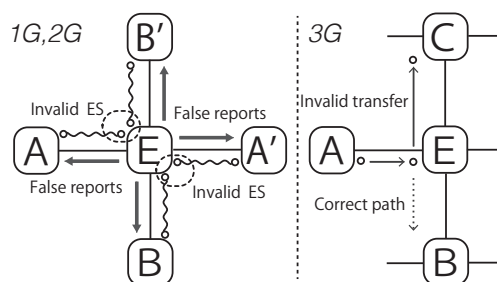 1G,2G
3G
B′
C
Invalid ES
False reports
Invalid transfer
A
E
A′
A
E
False reports
Invalid ES
Correct path
B
B